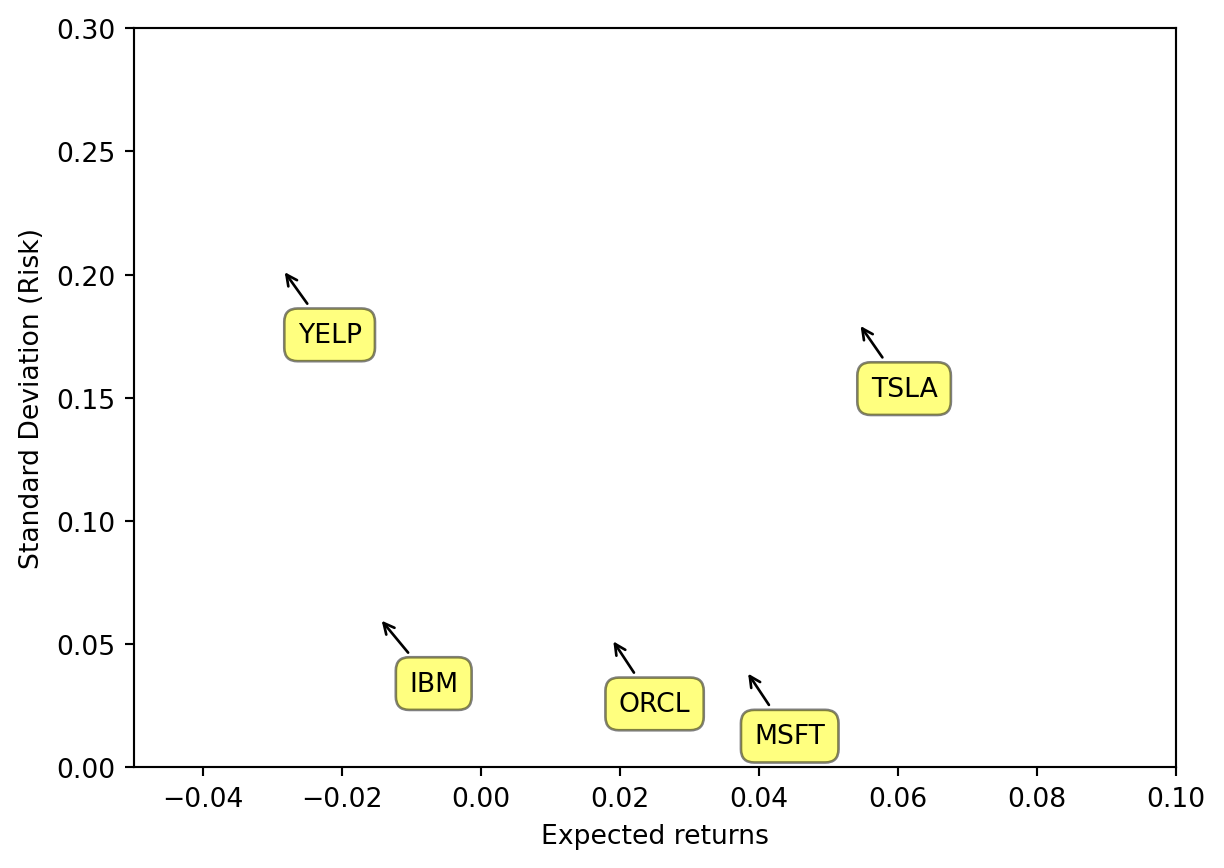 0.30
0.25
0.20
0.15
0.10
0.05
0.00
Standard Deviation (Risk)
YELP
TSLA
IBM
ORCL
MSFT
−0.04 −0.02 0.00 0.02 0.04 0.06 0.08 0.10
Expected returns